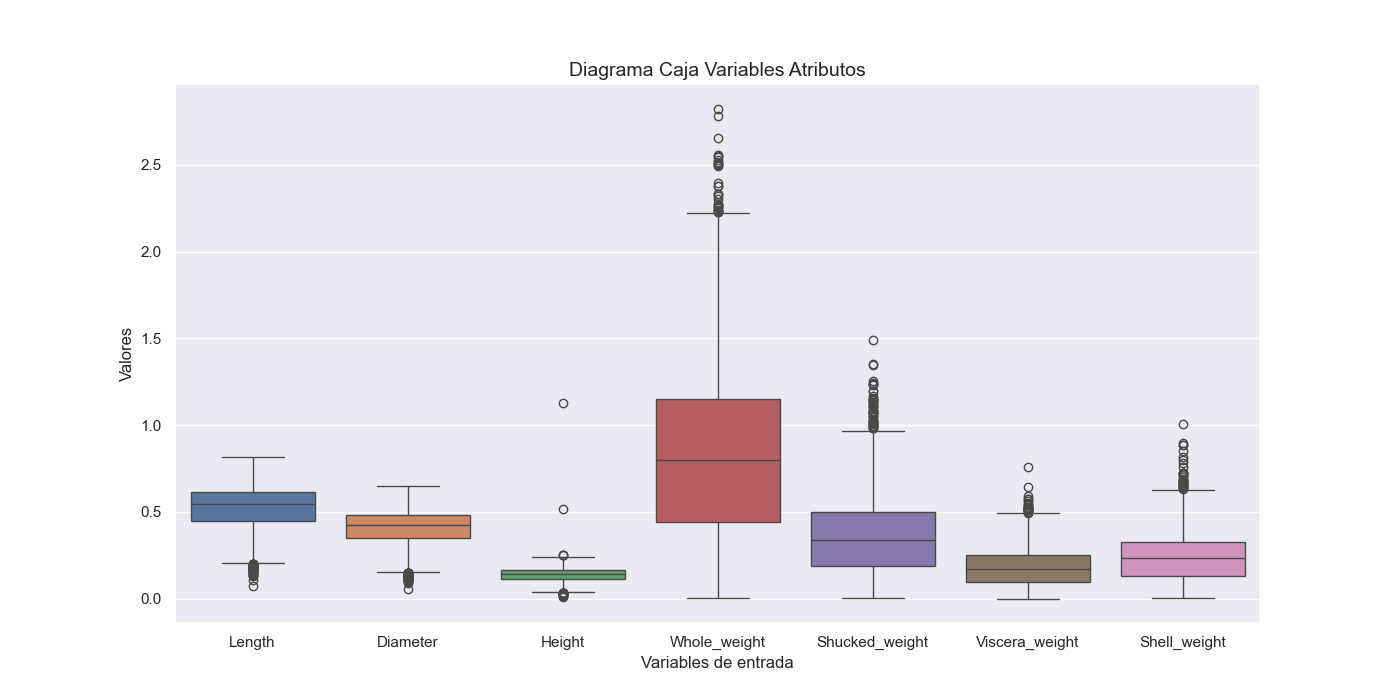 Diagrama Caja Variables Atributos
Valores
2.5
2.0
1.5
1.0
0.5
0.0
Length Diameter Height Whole_weight Shucked_weight Viscera_weight Shell_weight
Variables de entrada